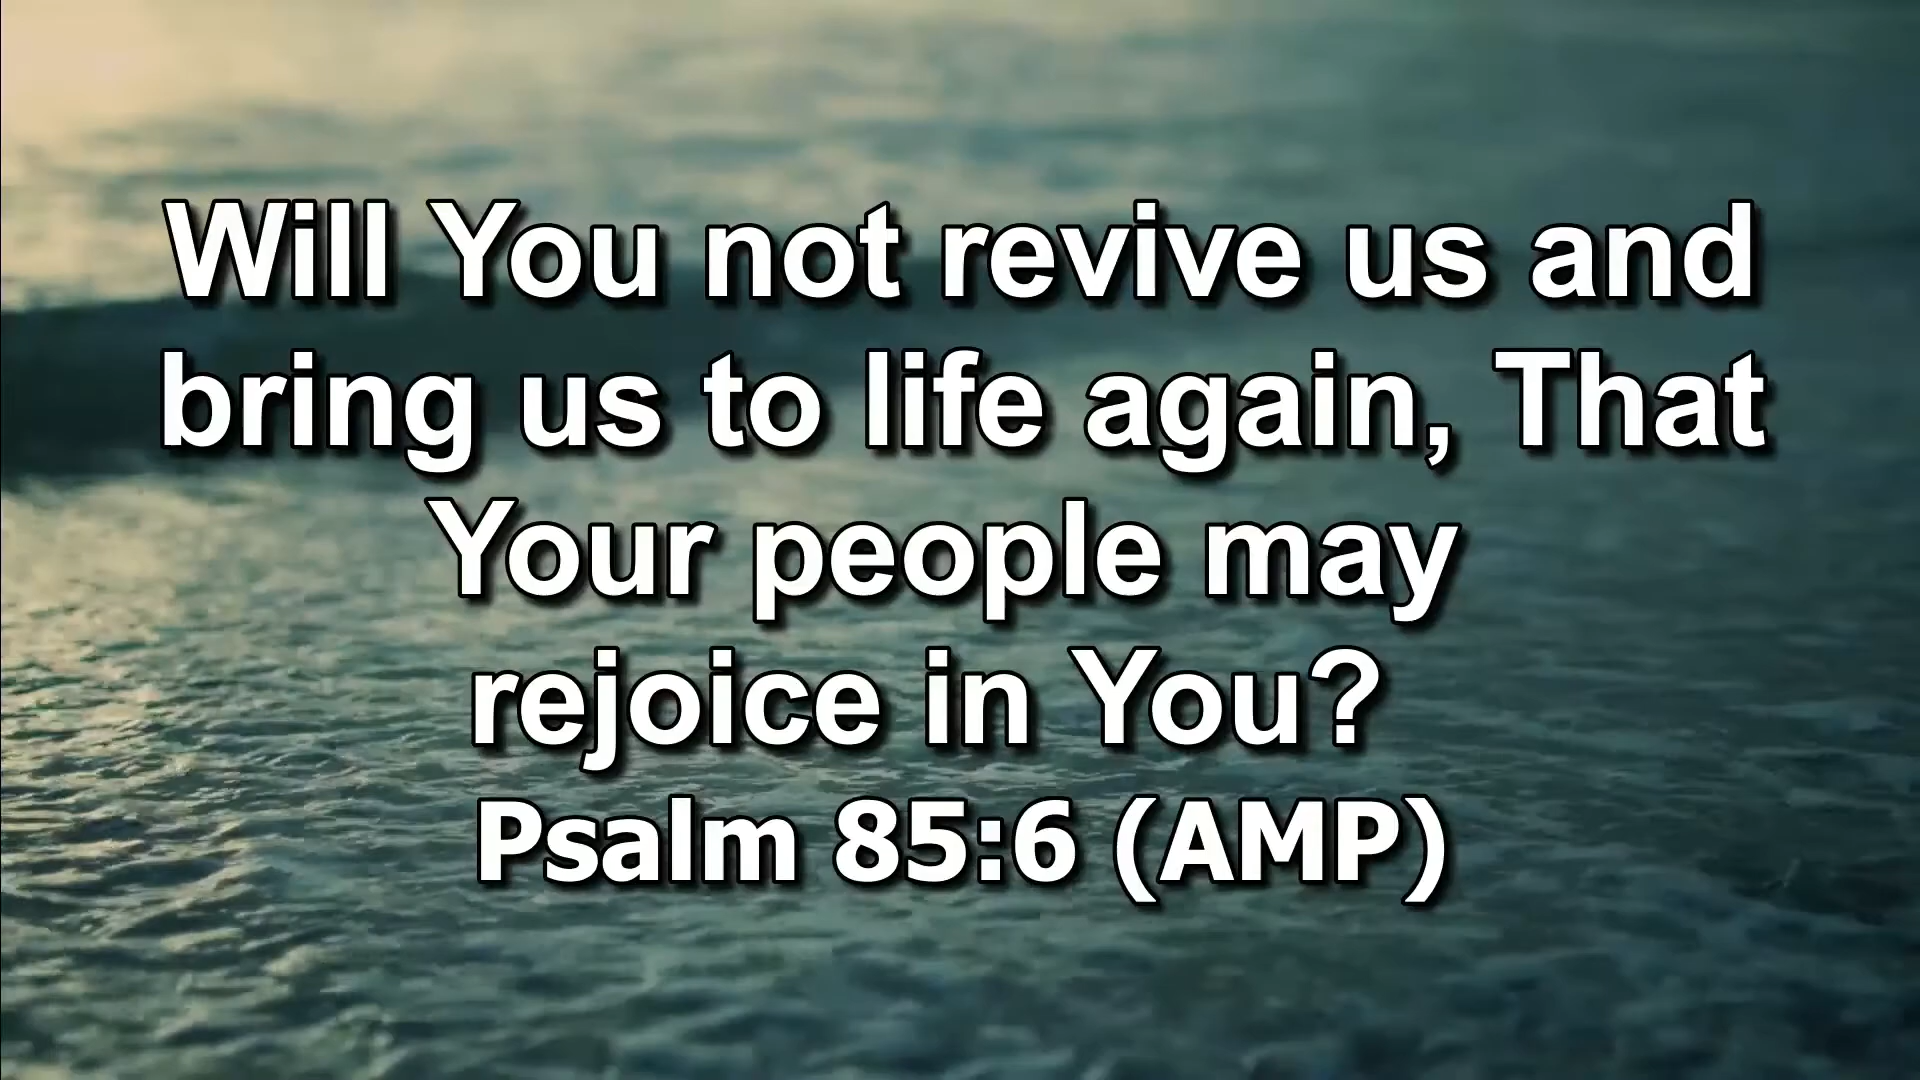 Will You not revive us and
bring us to life again, That
Your people may
rejoice in You?
Psalm 85:6 (AMP)